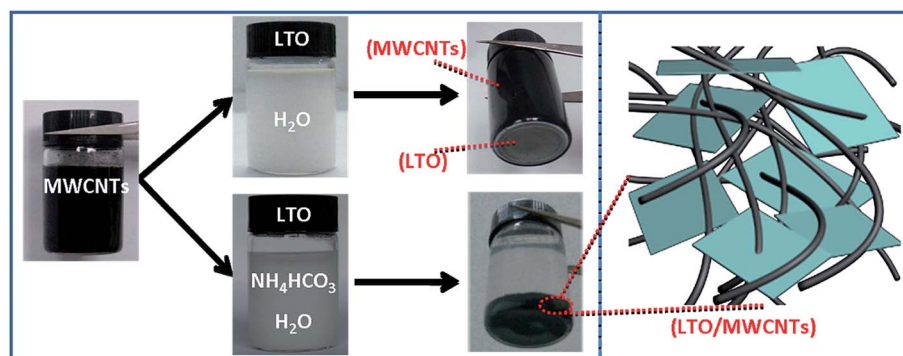 MWCNTs
LTO
H₂O
(MWCNTs)
(LTO)
LTO
NH₄HCO₃
H₂O
(LTO/MWCNTs)